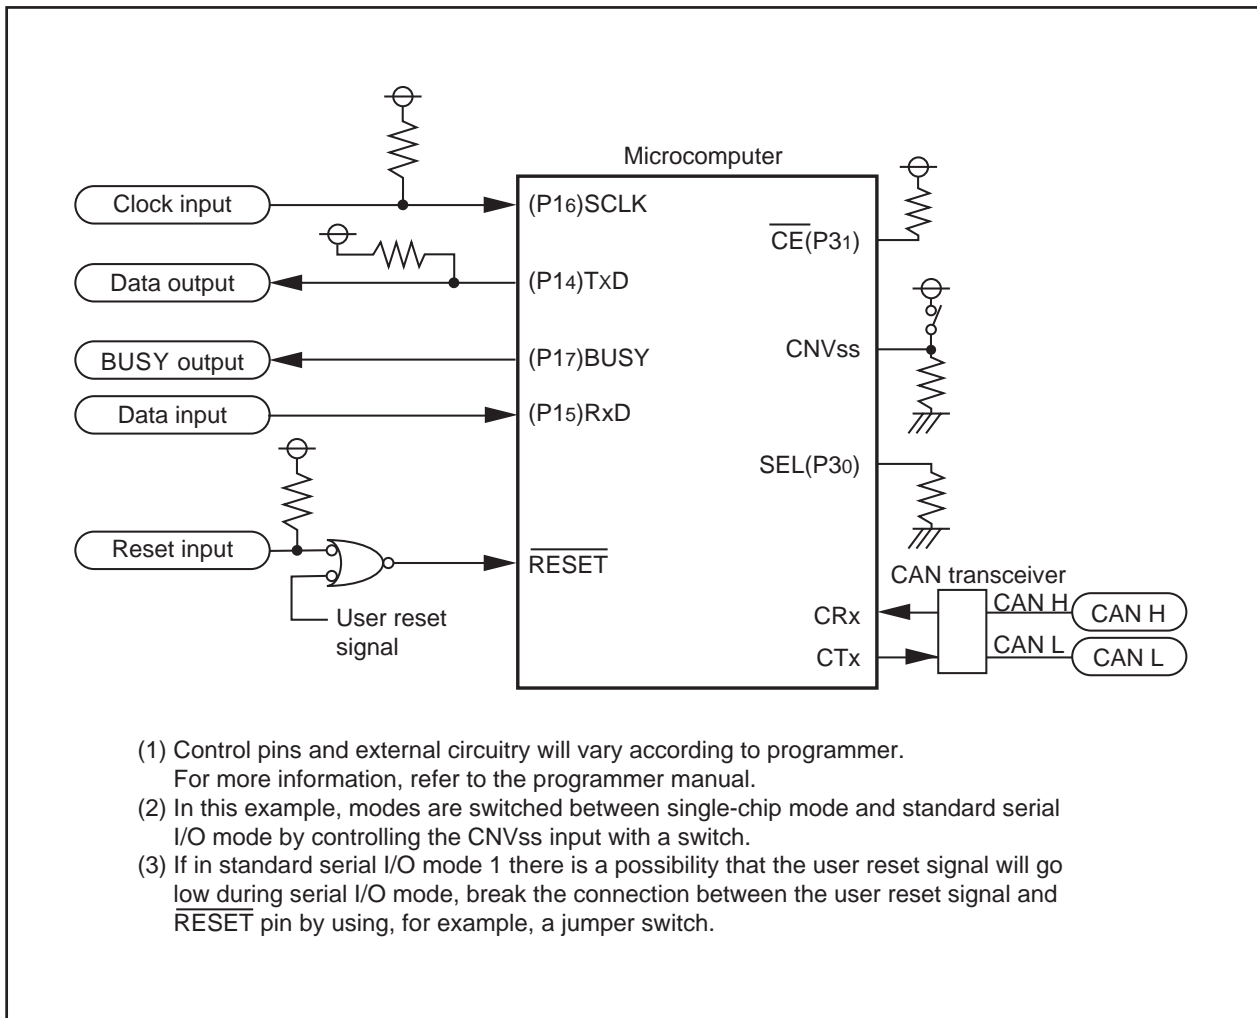 Microcomputer
Clock input
(P16)SCLK
CE(P31)
Data output
(P14)TxD
BUSY output
(P17)BUSY
CNVss
Data input
(P15)RxD
SEL(P30)
Reset input
RESET
User reset
signal
CAN transceiver
CRx
CAN H
CAN H
CTx
CAN L
CAN L
(1) Control pins and external circuitry will vary according to programmer.
For more information, refer to the programmer manual.
(2) In this example, modes are switched between single-chip mode and standard serial
I/O mode by controlling the CNVss input with a switch.
(3) If in standard serial I/O mode 1 there is a possibility that the user reset signal will go
low during serial I/O mode, break the connection between the user reset signal and
RESET pin by using, for example, a jumper switch.